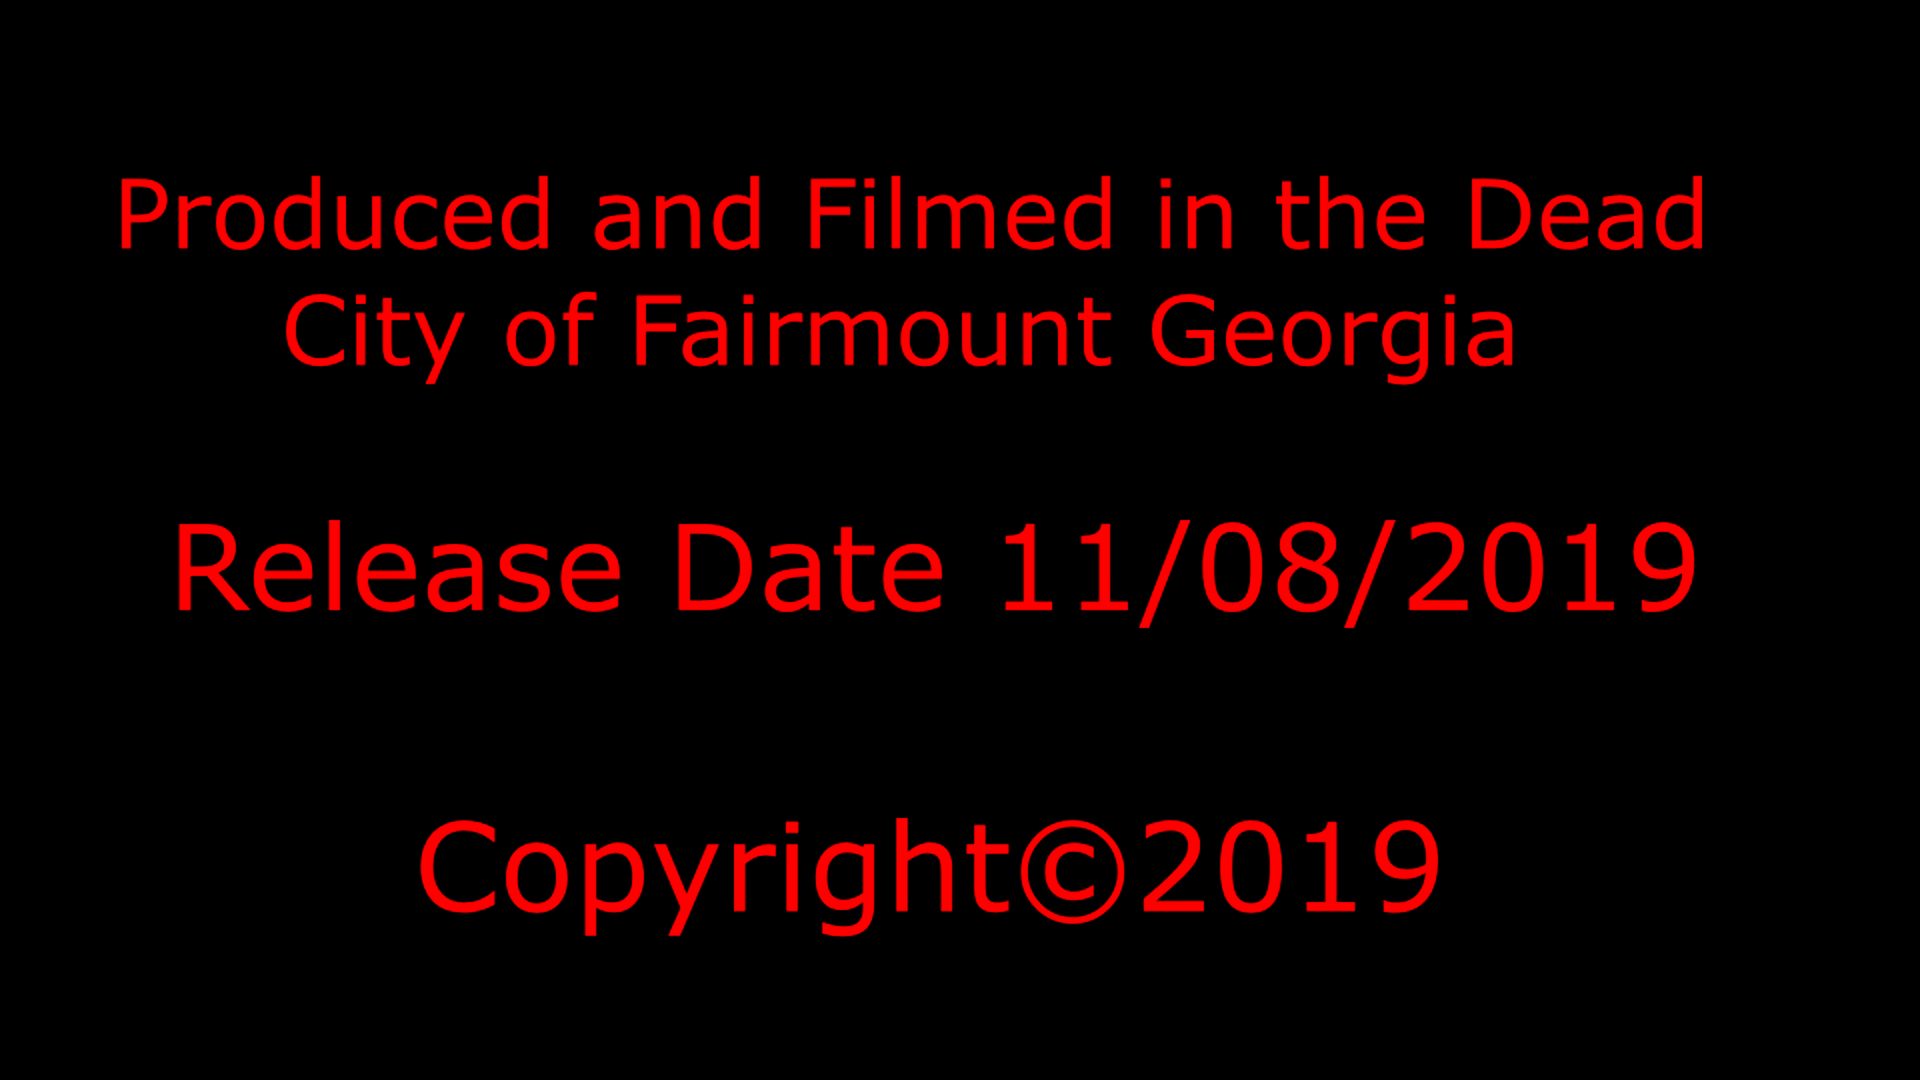 Produced and Filmed in the Dead
City of Fairmount Georgia
Release Date 11/08/2019
Copyright©2019